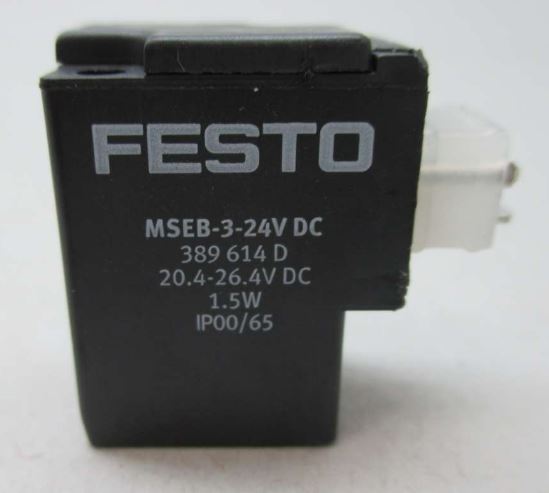 FESTO
MSEB-3-24V DC
389 614 D
20.4-26.4V DC
1.5W
IP00/65